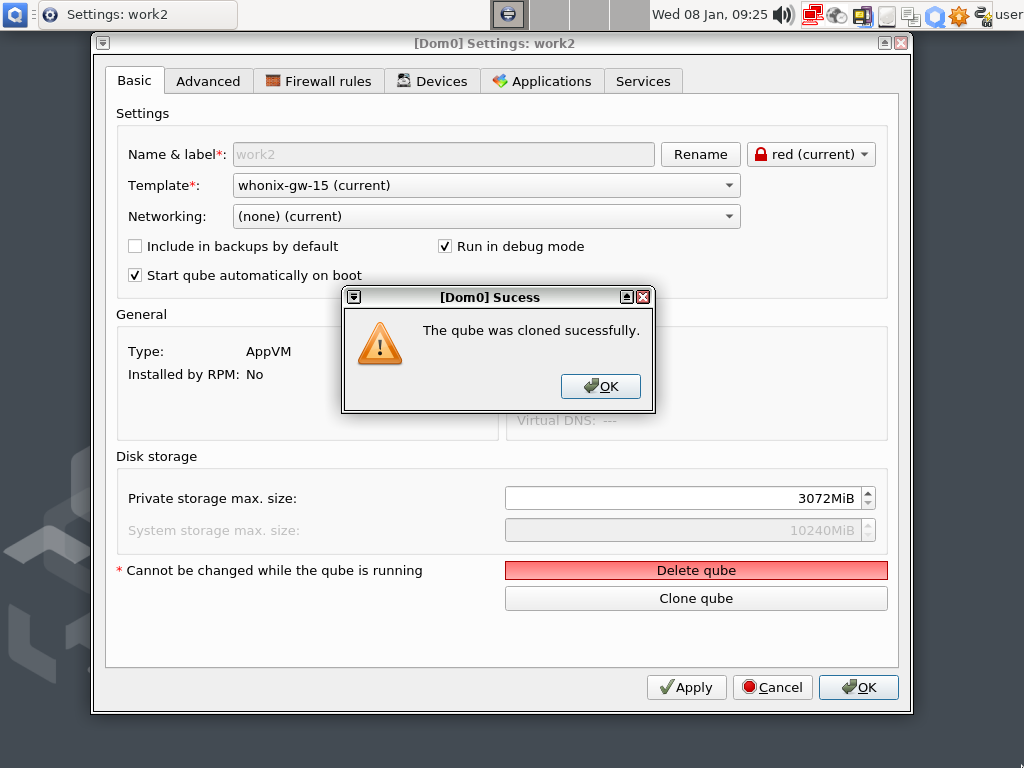 Settings: work2
Wed 08 Jan, 09:25
user
[Dom0] Settings: work2
Basic
Advanced
Firewall rules
Devices
Applications
Services
Settings
Name & label*:
work2
Rename
red (current)
Template*:
whonix-gw-15 (current)
Networking:
(none) (current)
Include in backups by default
Run in debug mode
Start qube automatically on boot
[Dom0] Sucess
The qube was cloned sucessfully.
OK
General
Type:
AppVM
Installed by RPM:
No
Virtual DNS:
---
Disk storage
Private storage max. size:
3072MiB
System storage max. size:
10240MiB
* Cannot be changed while the qube is running
Delete qube
Clone qube
Apply
Cancel
OK